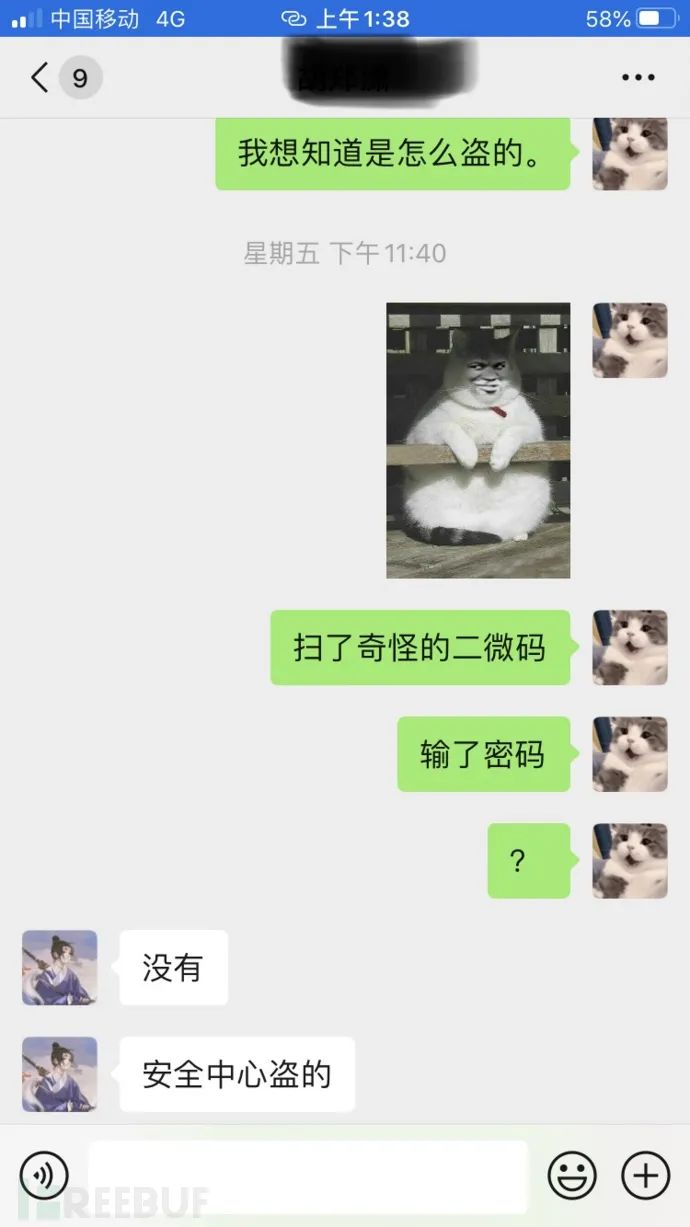 中国移动 4G 上午1:38 58%
9
我想知道是怎么盗的。
星期五 下午11:40
扫了奇怪的二微码
输了密码
？
没有
安全中心盗的
REEBUF